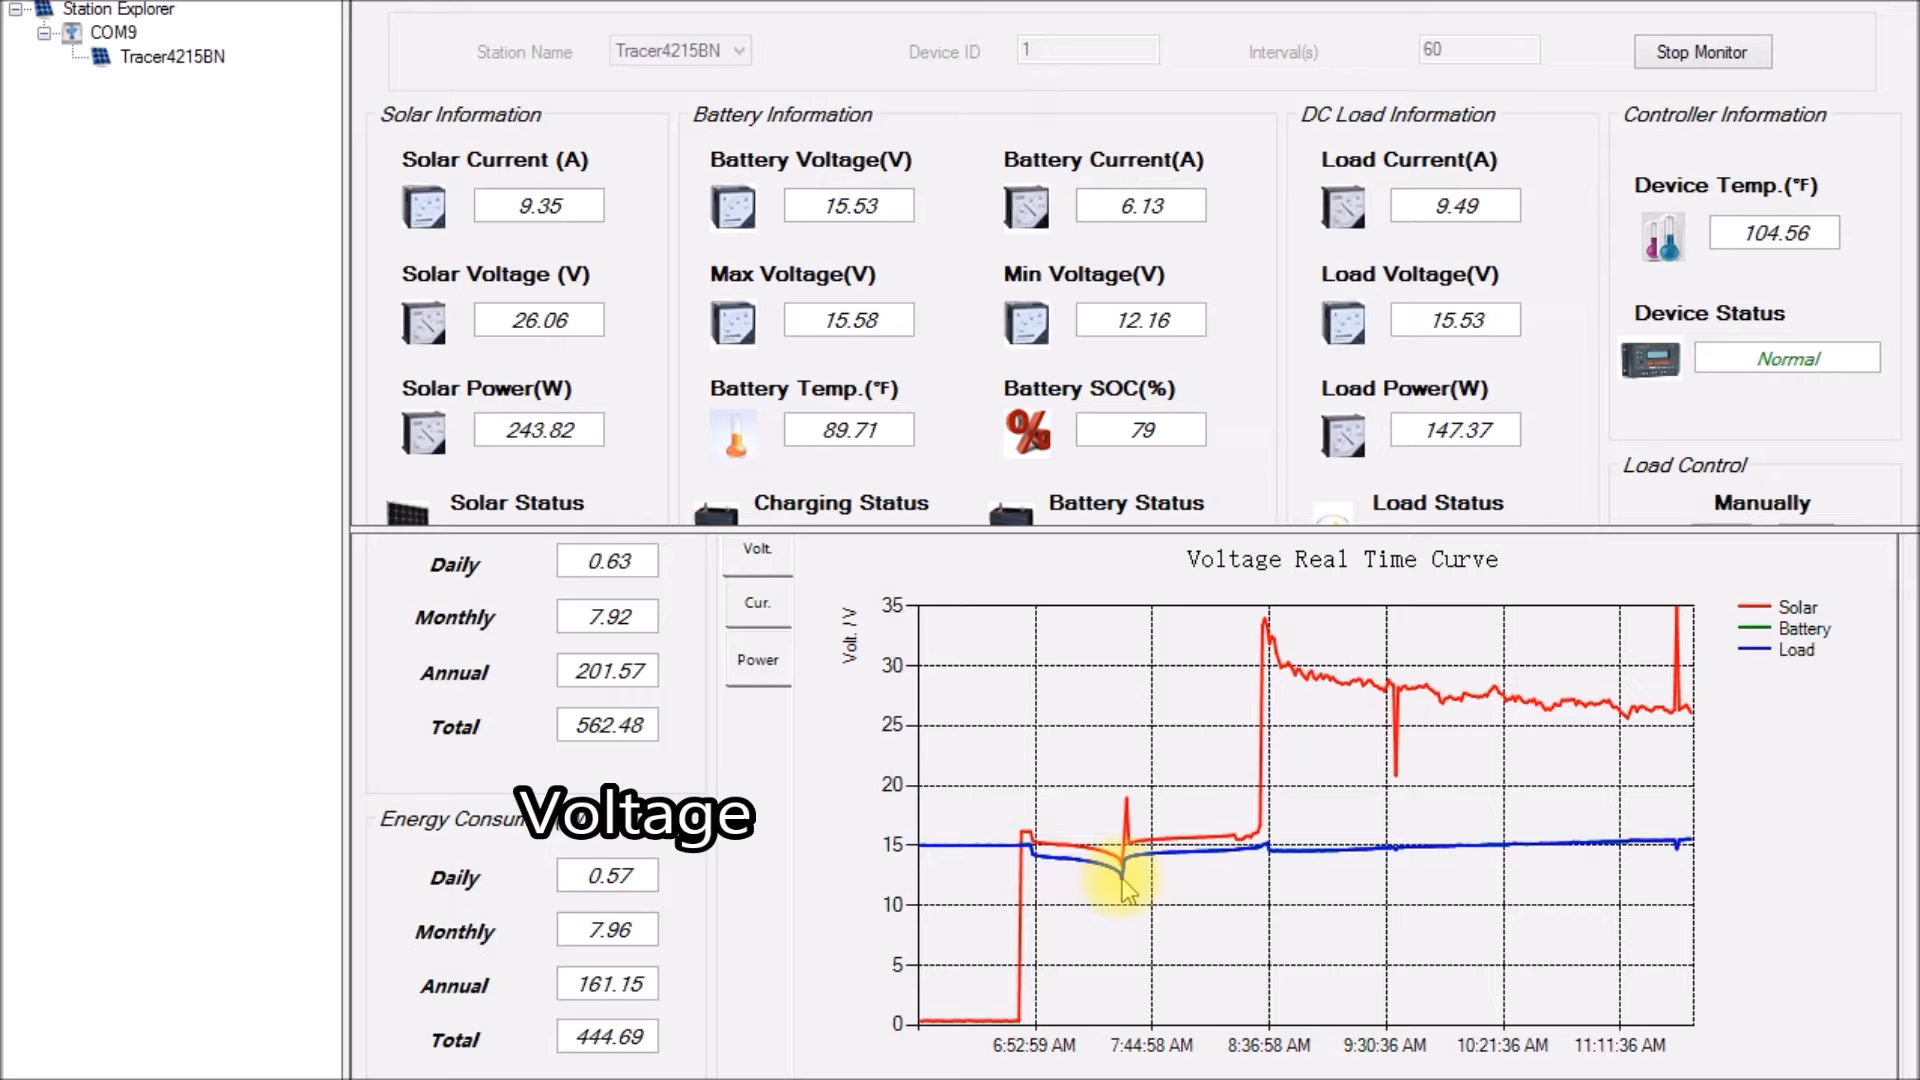 Station Explorer
COM9
Tracer4215BN
Station Name Tracer4215BN Device ID 1 Interval(s) 60 Stop Monitor
Solar Information
Solar Current (A)
9.35
Solar Voltage (V)
26.06
Solar Power(W)
243.82
Solar Status
Battery Information
Battery Voltage(V) Battery Current(A)
15.53 6.13
Max Voltage(V) Min Voltage(V)
15.58 12.16
Battery Temp.(°F) Battery SOC(%)
89.71 % 79
Charging Status Battery Status
DC Load Information
Load Current(A)
9.49
Load Voltage(V)
15.53
Load Power(W)
147.37
Load Status
Controller Information
Device Temp.(°F)
104.56
Device Status
Normal
Load Control
Manually
Daily 0.63
Monthly 7.92
Annual 201.57
Total 562.48
Energy Consum
Voltage
Daily 0.57
Monthly 7.96
Annual 161.15
Total 444.69
Volt.
Cur.
Power
Voltage Real Time Curve
Volt. / V
35
30
25
20
15
10
5
0
6:52:59 AM 7:44:58 AM 8:36:58 AM 9:30:36 AM 10:21:36 AM 11:11:36 AM
Solar
Battery
Load